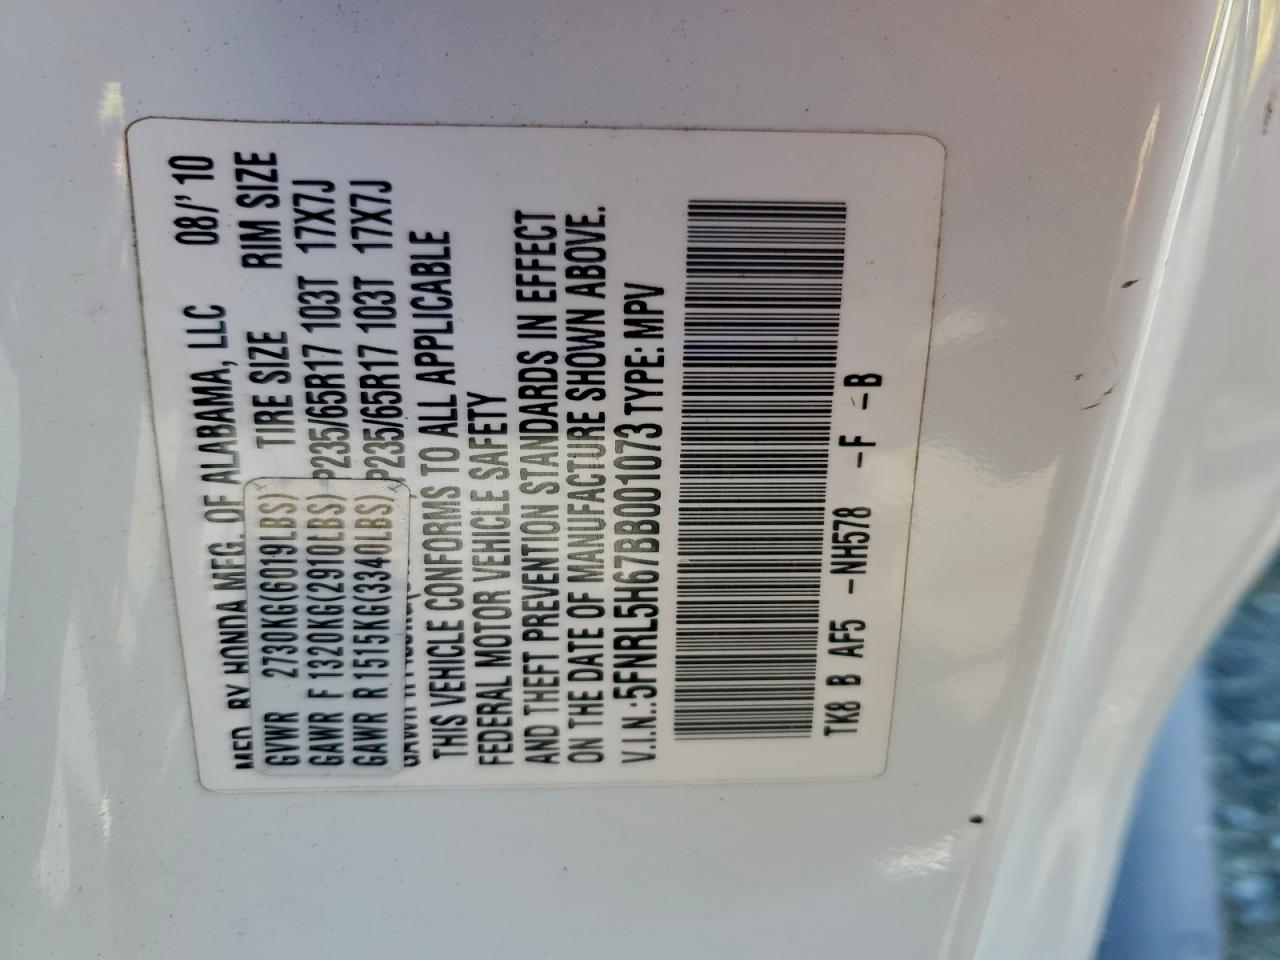 MFD. BY HONDA MFG. OF ALABAMA, LLC 08/' 10
TIRE SIZE RIM SIZE
GVWR 2730KG(6019LBS)
GAWR F 1320KG(2910LBS) P235/65R17 103T 17X7J
GAWR R 1515KG(3340LBS) P235/65R17 103T 17X7J
THIS VEHICLE CONFORMS TO ALL APPLICABLE
FEDERAL MOTOR VEHICLE SAFETY
AND THEFT PREVENTION STANDARDS IN EFFECT
ON THE DATE OF MANUFACTURE SHOWN ABOVE.
V.I.N.:5FNRL5H67BB001073 TYPE: MPV
TK8 B AF5 -NH578 -F -B